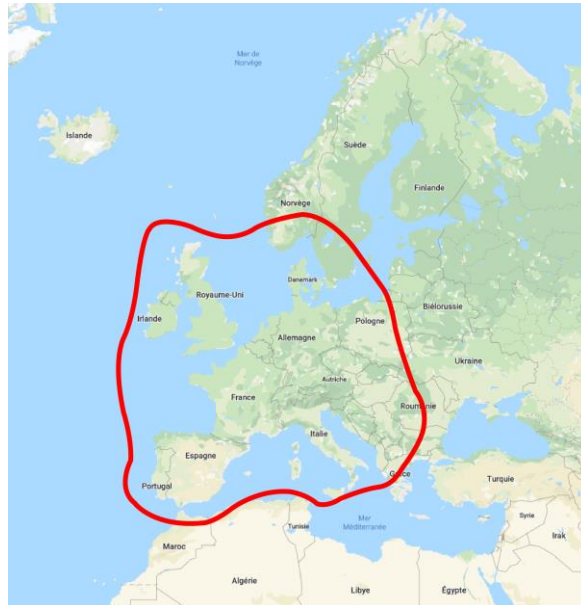 Mer de
Norvège
Islande
Suède
Finlande
Norvège
Danemark
Royaume-Uni
Irlande
Biélorussie
Pologne
Allemagne
Ukraine
Autriche
France
Roumanie
Italie
Espagne
Grèce
Turquie
Portugal
Mer
Méditerranée
Syrie
Tunisie
Irak
Maroc
Algérie
Libye
Égypte